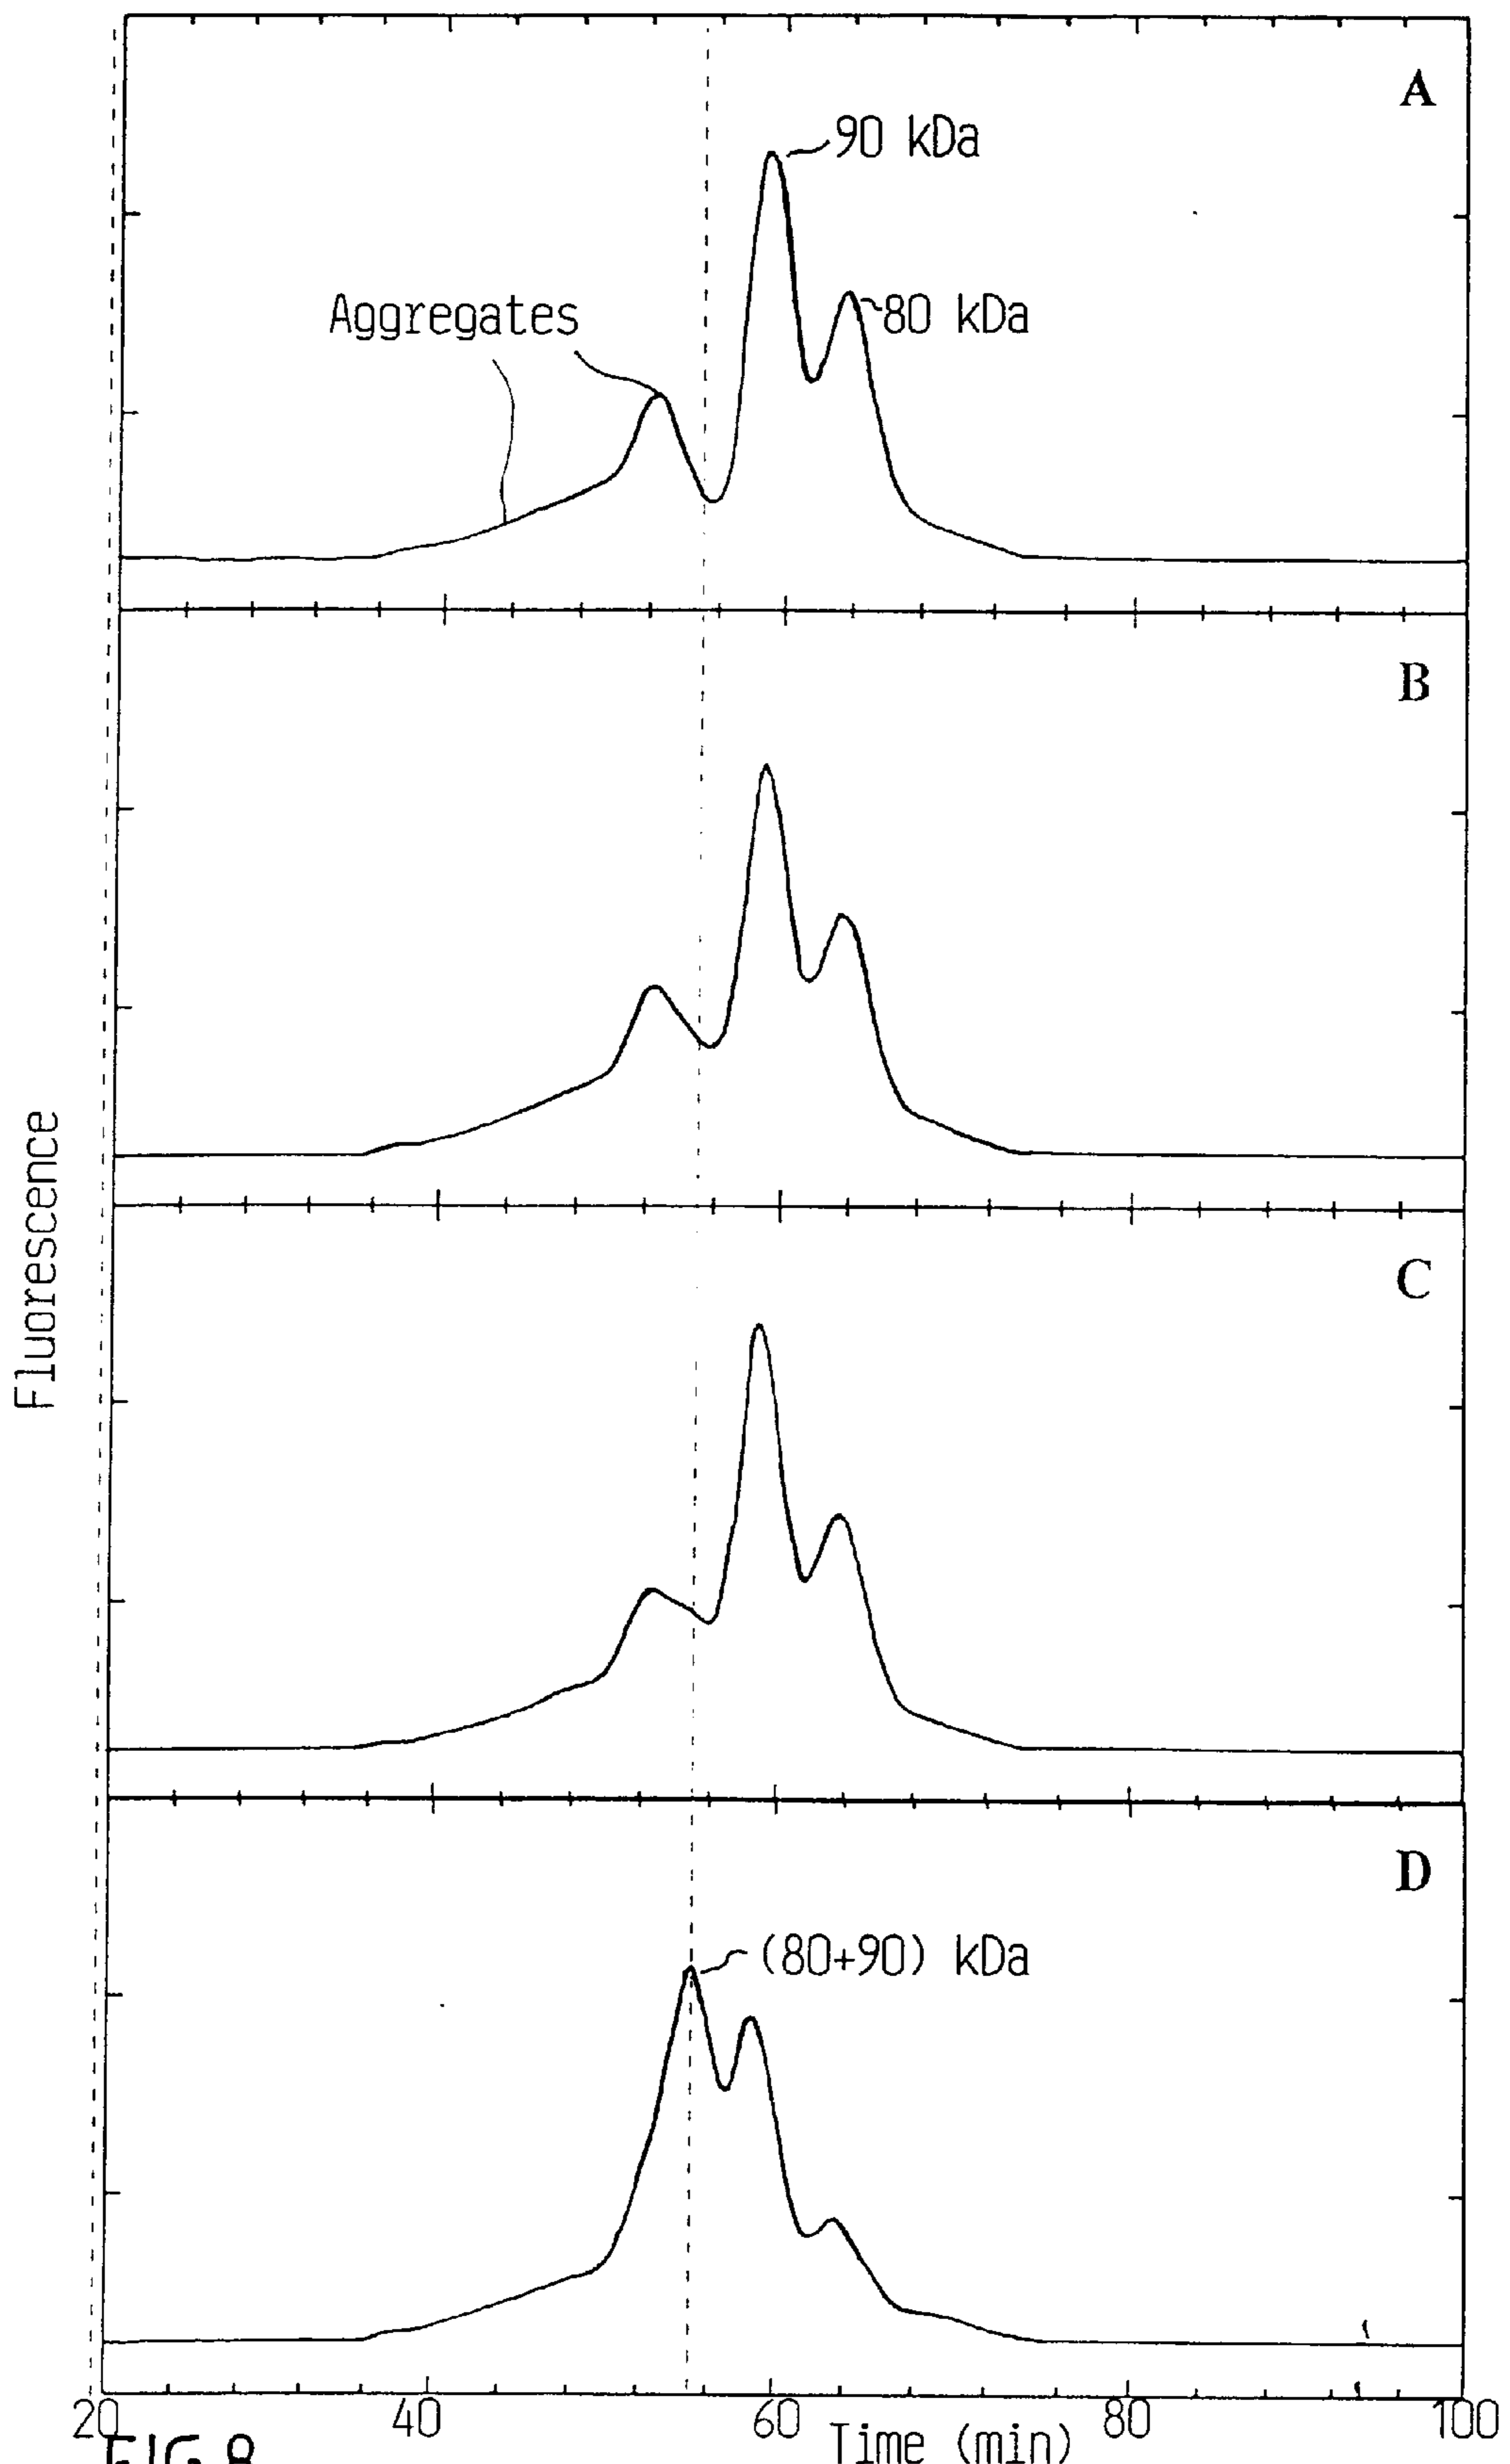 A
90 kDa
Aggregates
80 kDa
B
Fluorescence
C
D
(80+90) kDa
20 40 60 80 100
Time (min)
FIG.8